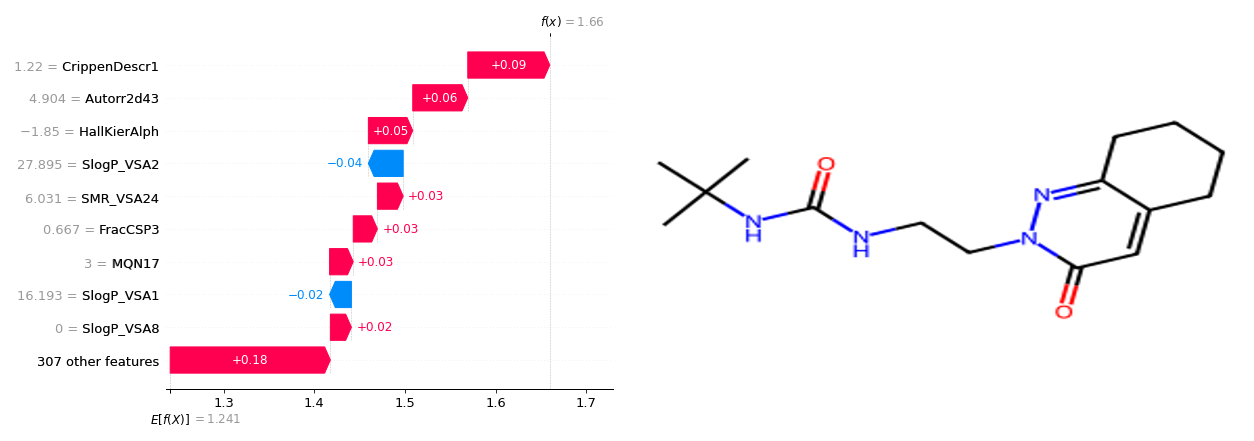 f(x) = 1.66
1.22 = CrippenDescr1
+0.09
4.904 = Autorr2d43
+0.06
−1.85 = HallKierAlph
+0.05
27.895 = SlogP_VSA2
−0.04
6.031 = SMR_VSA24
+0.03
0.667 = FracCSP3
+0.03
3 = MQN17
+0.03
16.193 = SlogP_VSA1
−0.02
0 = SlogP_VSA8
+0.02
307 other features
+0.18
1.3 1.4 1.5 1.6 1.7
E[f(X)] = 1.241
O
N
H
N
H
N
N
O